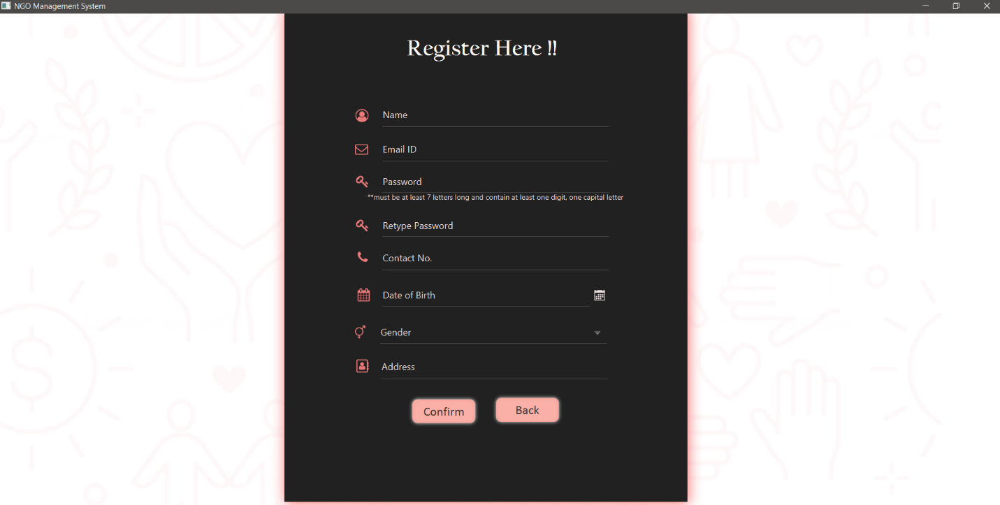 NGO Management System
Register Here !!
Name
Email ID
Password
**must be at least 7 letters long and contain at least one digit, one capital letter
Retype Password
Contact No.
Date of Birth
Gender
Address
Confirm
Back